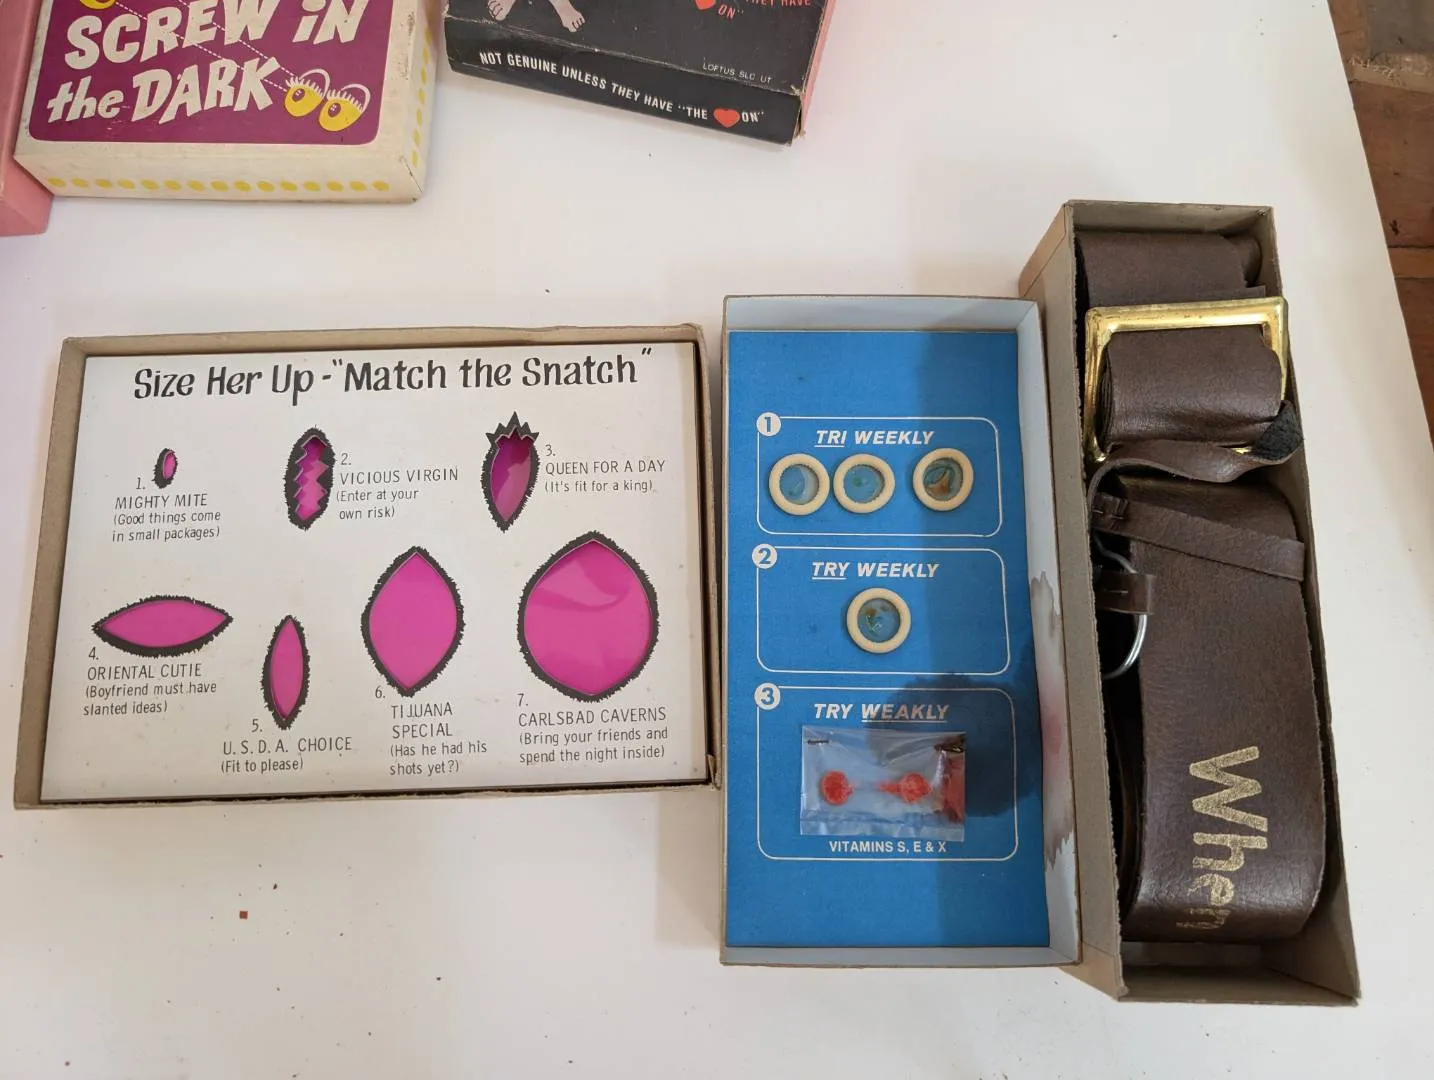 SCREW iN
the DARK
THEY HAVE
ON"
LOFTUS SLC UT
NOT GENUINE UNLESS THEY HAVE "THE ON"
Size Her Up - "Match the Snatch"
1.
MIGHTY MITE
(Good things come
in small packages)
2.
VICIOUS VIRGIN
(Enter at your
own risk)
3.
QUEEN FOR A DAY
(It's fit for a king)
4.
ORIENTAL CUTIE
(Boyfriend must have
slanted ideas)
5.
U.S.D.A. CHOICE
(Fit to please)
6.
TIJUANA
SPECIAL
(Has he had his
shots yet?)
7.
CARLSBAD CAVERNS
(Bring your friends and
spend the night inside)
1
TRI WEEKLY
2
TRY WEEKLY
3
TRY WEAKLY
VITAMINS S, E & X
When